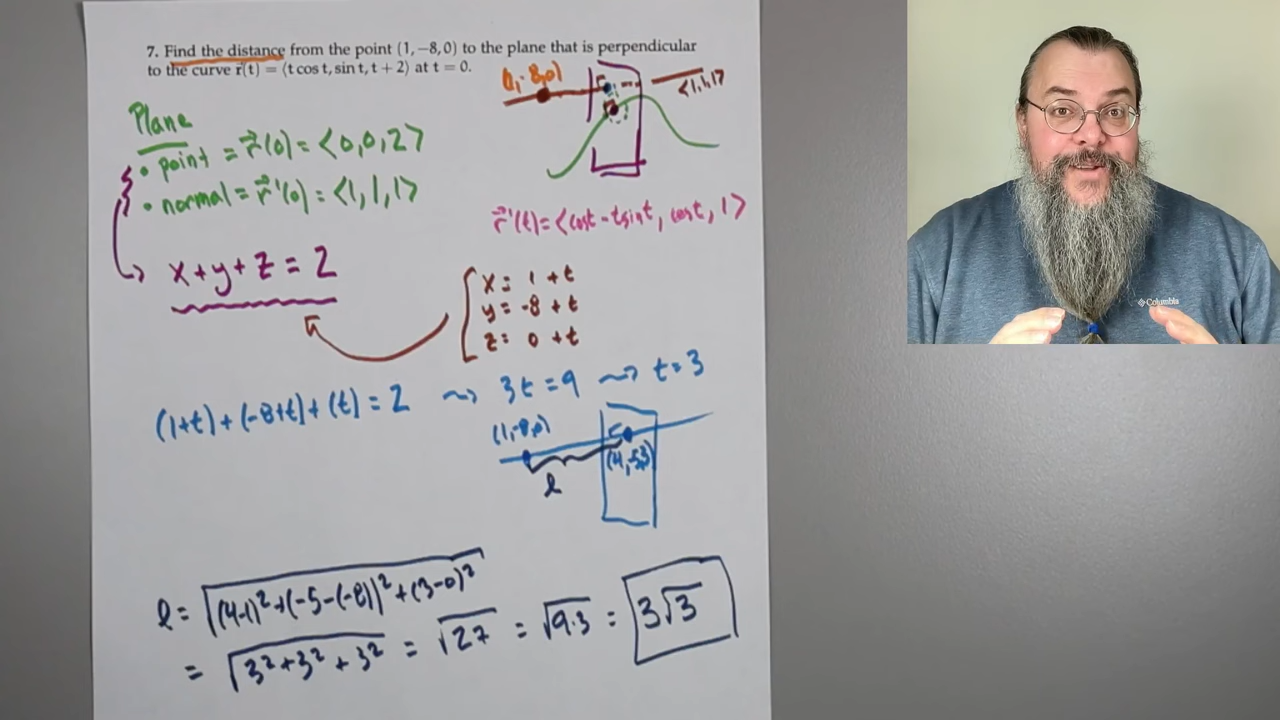 7. Find the distance from the point (1, −8, 0) to the plane that is perpendicular
to the curve r⃗(t) = ⟨t cos t, sin t, t + 2⟩ at t = 0.
(1,-8,0)
<1,1,1>
Plane
• point = r⃗(0) = <0,0,2>
• normal = r⃗'(0) = <1,1,1>
r⃗'(t) = <cost - tsint, cost, 1>
x+y+z = 2
x = 1 + t
y = -8 + t
z = 0 + t
(1+t) + (-8+t) + (t) = 2 ⇝ 3t = 9 ⇝ t = 3
(1,-8,0)
(4,-5,3)
l
l = √(4-1)²+(-5-(-8))²+(3-0)²
= √3²+3²+3² = √27 = √9·3 = 3√3
Columbia